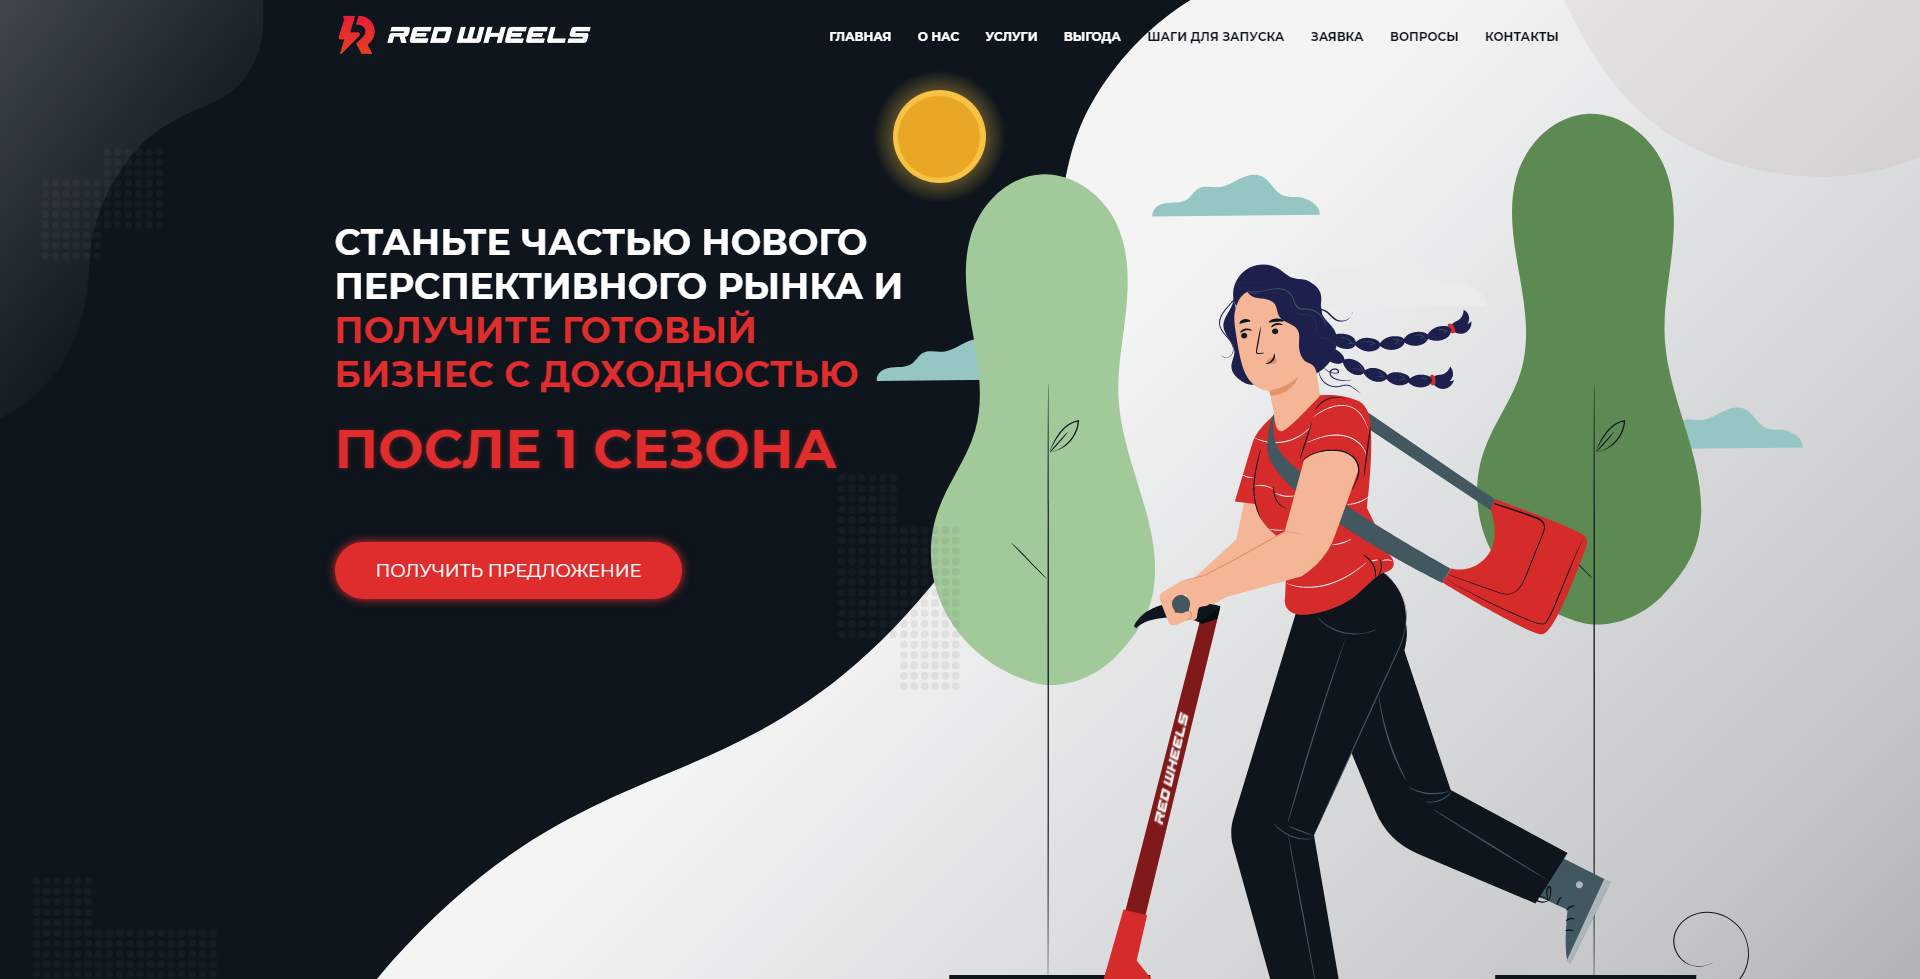 RED WHEELS
ГЛАВНАЯ О НАС УСЛУГИ ВЫГОДА ШАГИ ДЛЯ ЗАПУСКА ЗАЯВКА ВОПРОСЫ КОНТАКТЫ
СТАНЬТЕ ЧАСТЬЮ НОВОГО
ПЕРСПЕКТИВНОГО РЫНКА И
ПОЛУЧИТЕ ГОТОВЫЙ
БИЗНЕС С ДОХОДНОСТЬЮ
ПОСЛЕ 1 СЕЗОНА
ПОЛУЧИТЬ ПРЕДЛОЖЕНИЕ
RED WHEELS